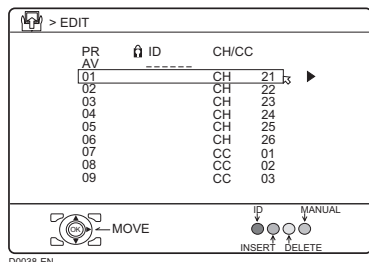 > EDIT
PR ID CH/CC
AV ------
01 CH 21
02 CH 22
03 CH 23
04 CH 24
05 CH 25
06 CH 26
07 CC 01
08 CC 02
09 CC 03
OK MOVE
ID MANUAL
INSERT DELETE
D0038-EN